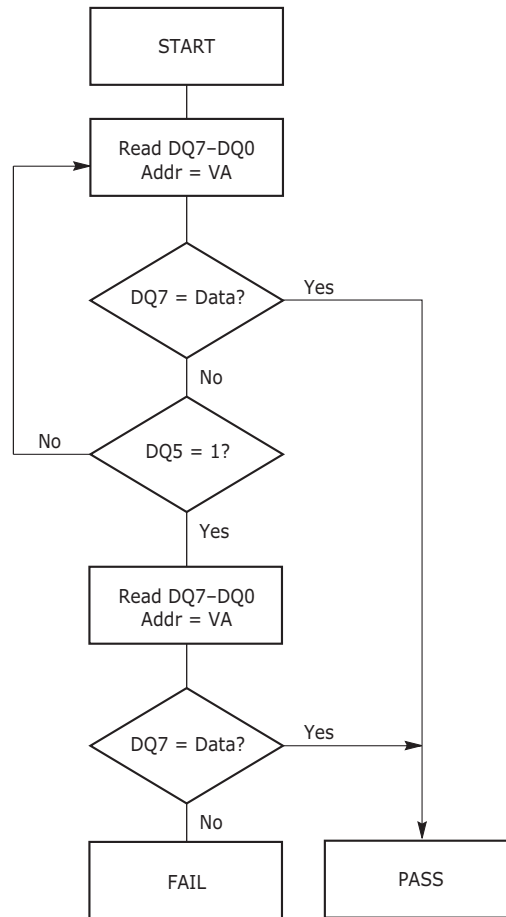 START
Read DQ7–DQ0
Addr = VA
DQ7 = Data?
Yes
No
No
DQ5 = 1?
Yes
Read DQ7–DQ0
Addr = VA
DQ7 = Data?
Yes
No
FAIL
PASS